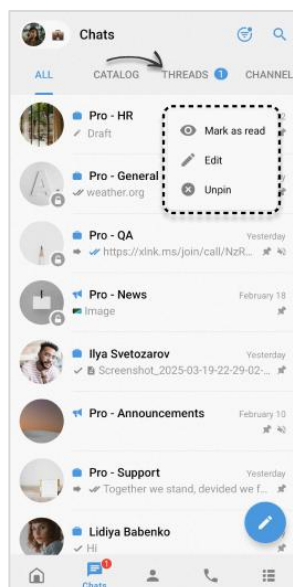 Chats
ALL CATALOG THREADS 1 CHANNEL
Pro - HR 2
Draft
Mark as read
Edit
Unpin
Pro - General y
weather.org
Pro - QA Yesterday
https://xlnk.ms/join/call/NzR...
Pro - News February 18
Image
Ilya Svetozarov Yesterday
Screenshot_2025-03-19-22-29-02-...
Pro - Announcements February 10
Pro - Support Yesterday
Together we stand, devided we f...
Lidiya Babenko
Hi
Chats